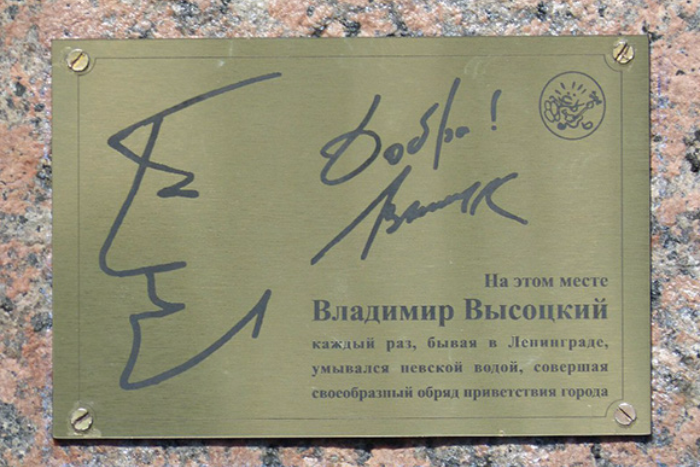 Добра!
На этом месте
Владимир Высоцкий
каждый раз, бывая в Ленинграде,
умывался невской водой, совершая
своеобразный обряд приветствия города